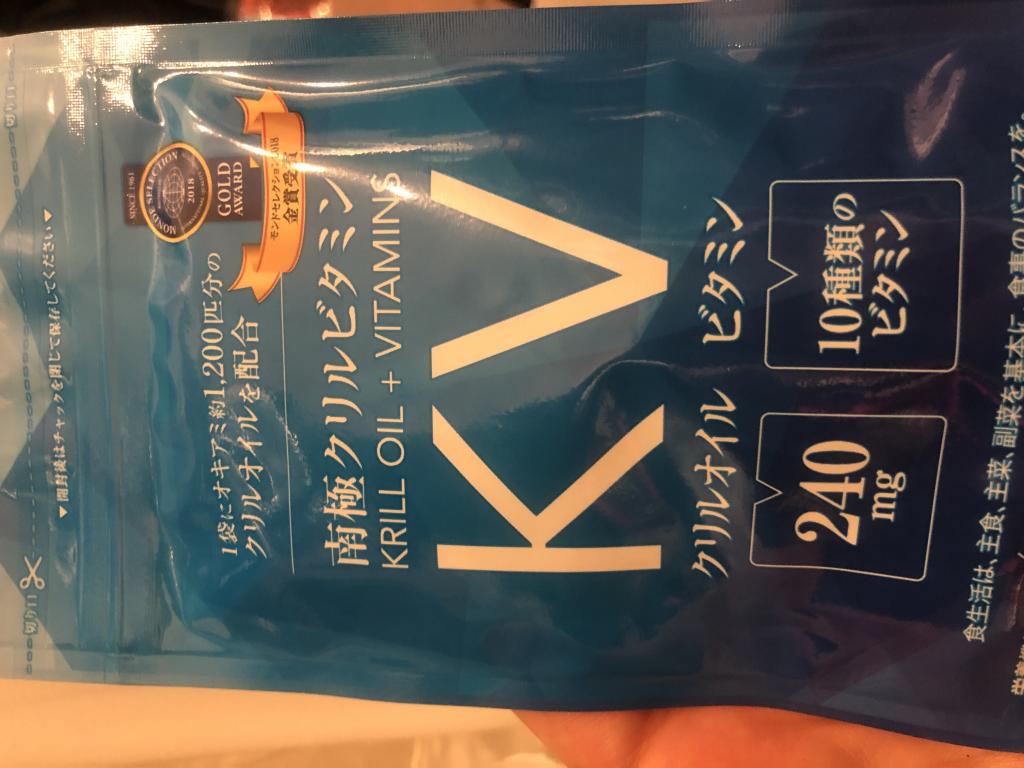 切り口
切り口
▼開封後はチャックを閉じて保存してください▼
SINCE 1961
MONDE SELECTION
2018
GOLD
AWARD
モンドセレクション2018
金賞受賞
1袋にオキアミ約1,200匹分の
クリルオイルを配合
南極クリルビタミン
KRILL OIL + VITAMINS
KV
クリルオイル ビタミン
240
mg
10種類の
ビタミン
食生活は、主食、主菜、副菜を基本に、食事のバランスを。